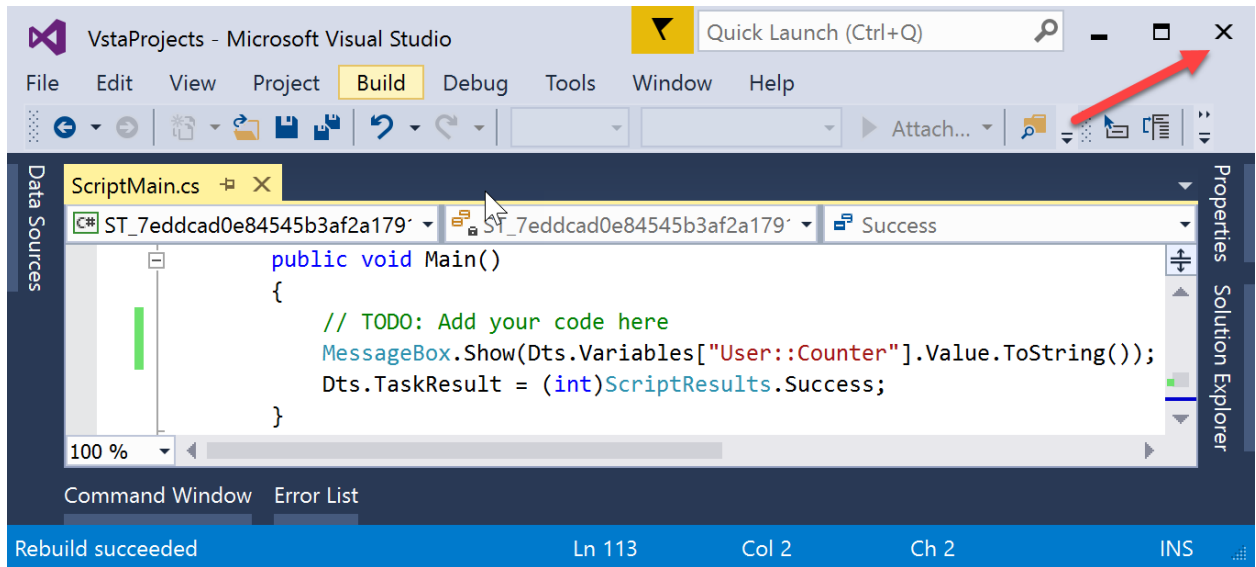 VstaProjects - Microsoft Visual Studio
Quick Launch (Ctrl+Q)
File Edit View Project Build Debug Tools Window Help
Attach...
Data Sources
ScriptMain.cs
Properties
C# ST_7eddcad0e84545b3af2a179 ST_7eddcad0e84545b3af2a179 Success
public void Main()
{
// TODO: Add your code here
MessageBox.Show(Dts.Variables["User::Counter"].Value.ToString());
Dts.TaskResult = (int)ScriptResults.Success;
}
Solution Explorer
100 %
Command Window Error List
Rebuild succeeded Ln 113 Col 2 Ch 2 INS